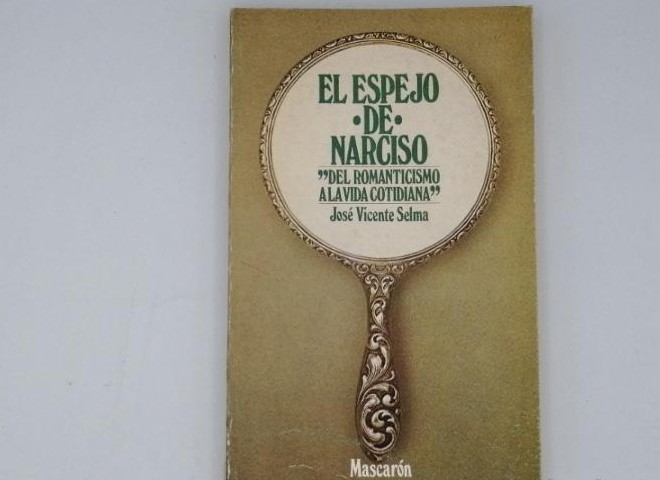 EL ESPEJO
•DE•
NARCISO
”DEL ROMANTICISMO
A LA VIDA COTIDIANA”
José Vicente Selma
Mascarón